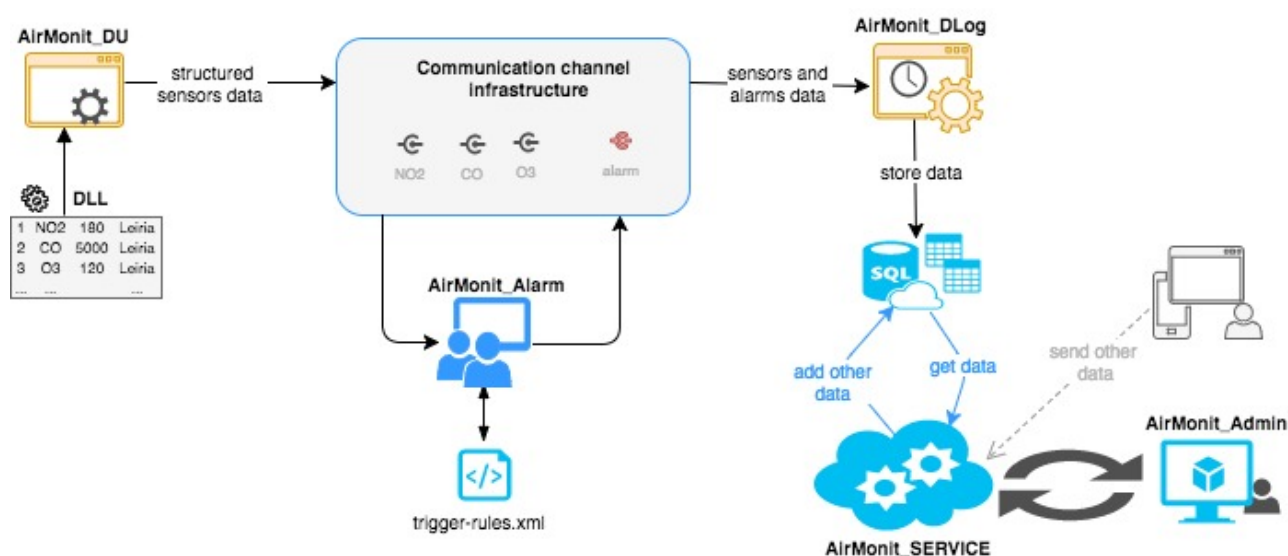 AirMonit_DU
structured
sensors data
Communication channel
infrastructure
NO2
CO
O3
alarm
sensors and
alarms data
AirMonit_DLog
DLL
1 NO2 180 Leiria
2 CO 5000 Leiria
3 O3 120 Leiria
... ... ...
store data
SQL
AirMonit_Alarm
</>
trigger-rules.xml
add other
data
get data
send other
data
AirMonit_Admin
AirMonit_SERVICE